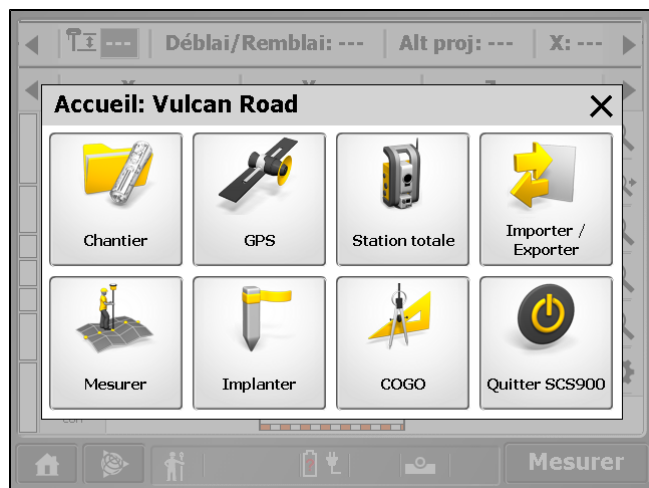 --- Déblai/Remblai: --- Alt proj: --- X: ---
Accueil: Vulcan Road
Chantier GPS Station totale Importer /
Exporter
Mesurer Implanter COGO Quitter SCS900
Mesurer